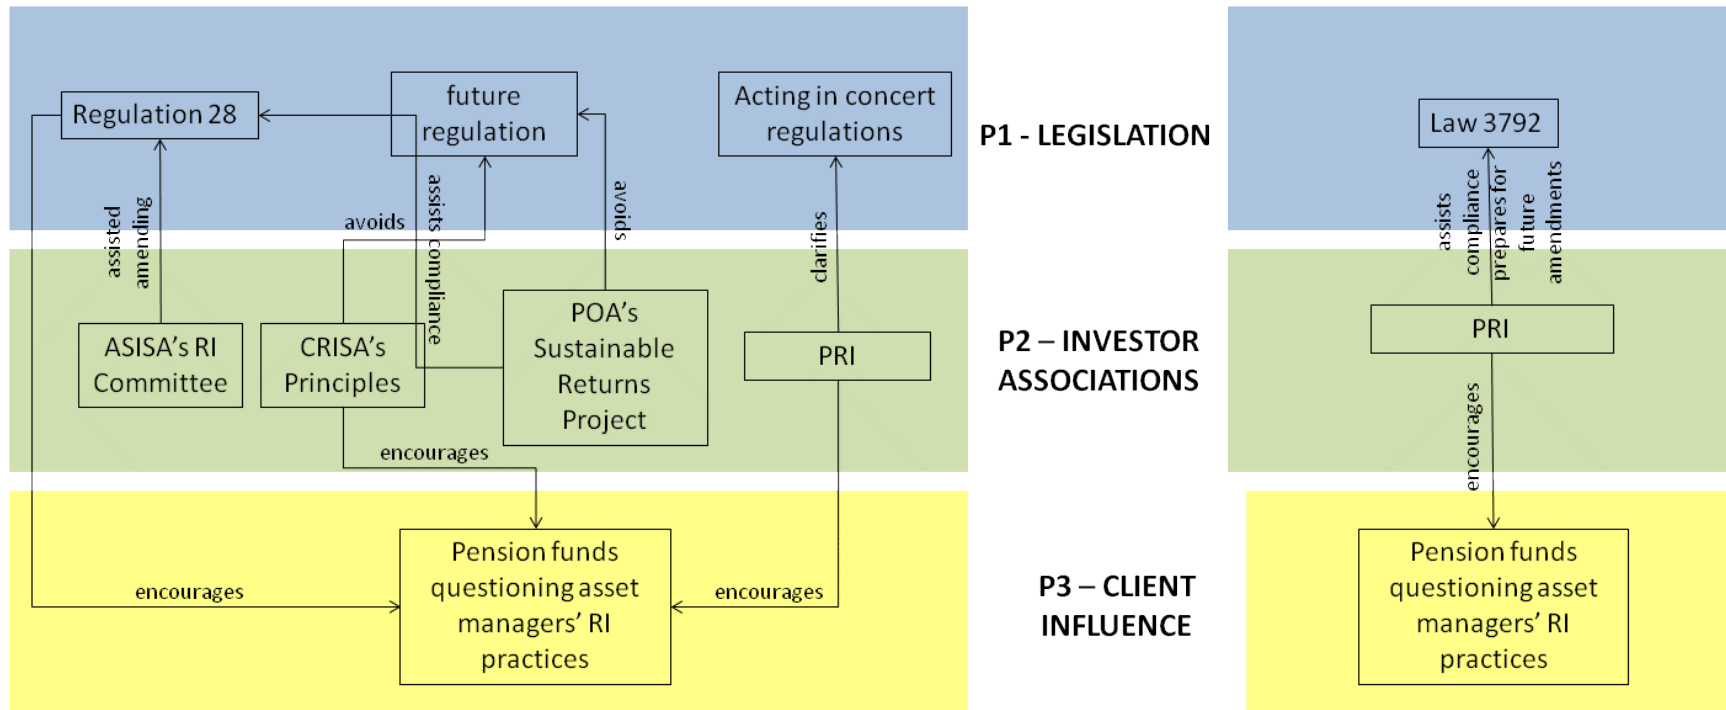 Regulation 28
future
regulation
Acting in concert
regulations
P1 - LEGISLATION
Law 3792
assisted
amending
avoids
assists compliance
avoids
clarifies
assists
compliance
prepares for
future
amendments
ASISA's RI
Committee
CRISA's
Principles
POA's
Sustainable
Returns
Project
PRI
P2 – INVESTOR
ASSOCIATIONS
PRI
encourages
encourages
encourages
Pension funds
questioning asset
managers' RI
practices
encourages
P3 – CLIENT
INFLUENCE
Pension funds
questioning asset
managers' RI
practices